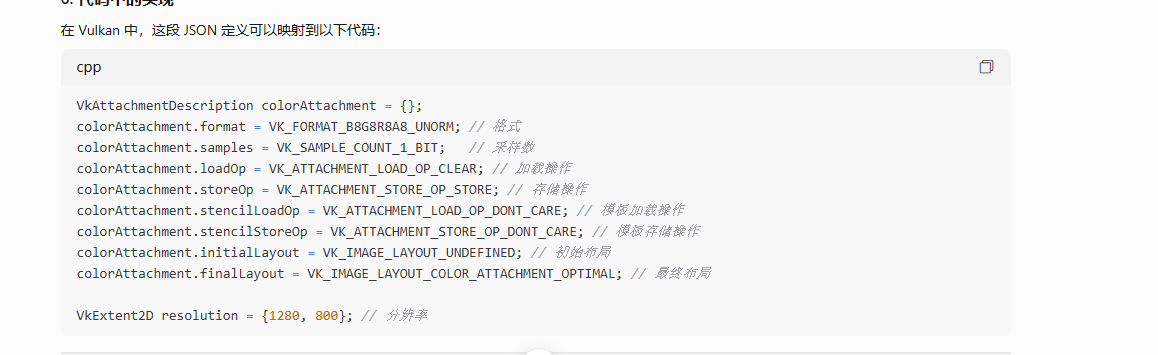 在 Vulkan 中，这段 JSON 定义可以映射到以下代码：
cpp
VkAttachmentDescription colorAttachment = {};
colorAttachment.format = VK_FORMAT_B8G8R8A8_UNORM; // 格式
colorAttachment.samples = VK_SAMPLE_COUNT_1_BIT;   // 采样数
colorAttachment.loadOp = VK_ATTACHMENT_LOAD_OP_CLEAR; // 加载操作
colorAttachment.storeOp = VK_ATTACHMENT_STORE_OP_STORE; // 存储操作
colorAttachment.stencilLoadOp = VK_ATTACHMENT_LOAD_OP_DONT_CARE; // 模板加载操作
colorAttachment.stencilStoreOp = VK_ATTACHMENT_STORE_OP_DONT_CARE; // 模板存储操作
colorAttachment.initialLayout = VK_IMAGE_LAYOUT_UNDEFINED; // 初始布局
colorAttachment.finalLayout = VK_IMAGE_LAYOUT_COLOR_ATTACHMENT_OPTIMAL; // 最终布局
VkExtent2D resolution = {1280, 800}; // 分辨率